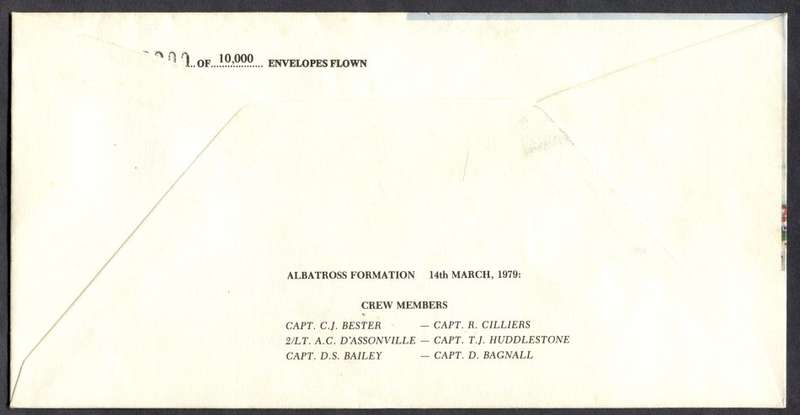 OF 10,000 ENVELOPES FLOWN
ALBATROSS FORMATION 14th MARCH, 1979:
CREW MEMBERS
CAPT. C.J. BESTER — CAPT. R. CILLIERS
2/LT. A.C. D'ASSONVILLE — CAPT. T.J. HUDDLESTONE
CAPT. D.S. BAILEY — CAPT. D. BAGNALL